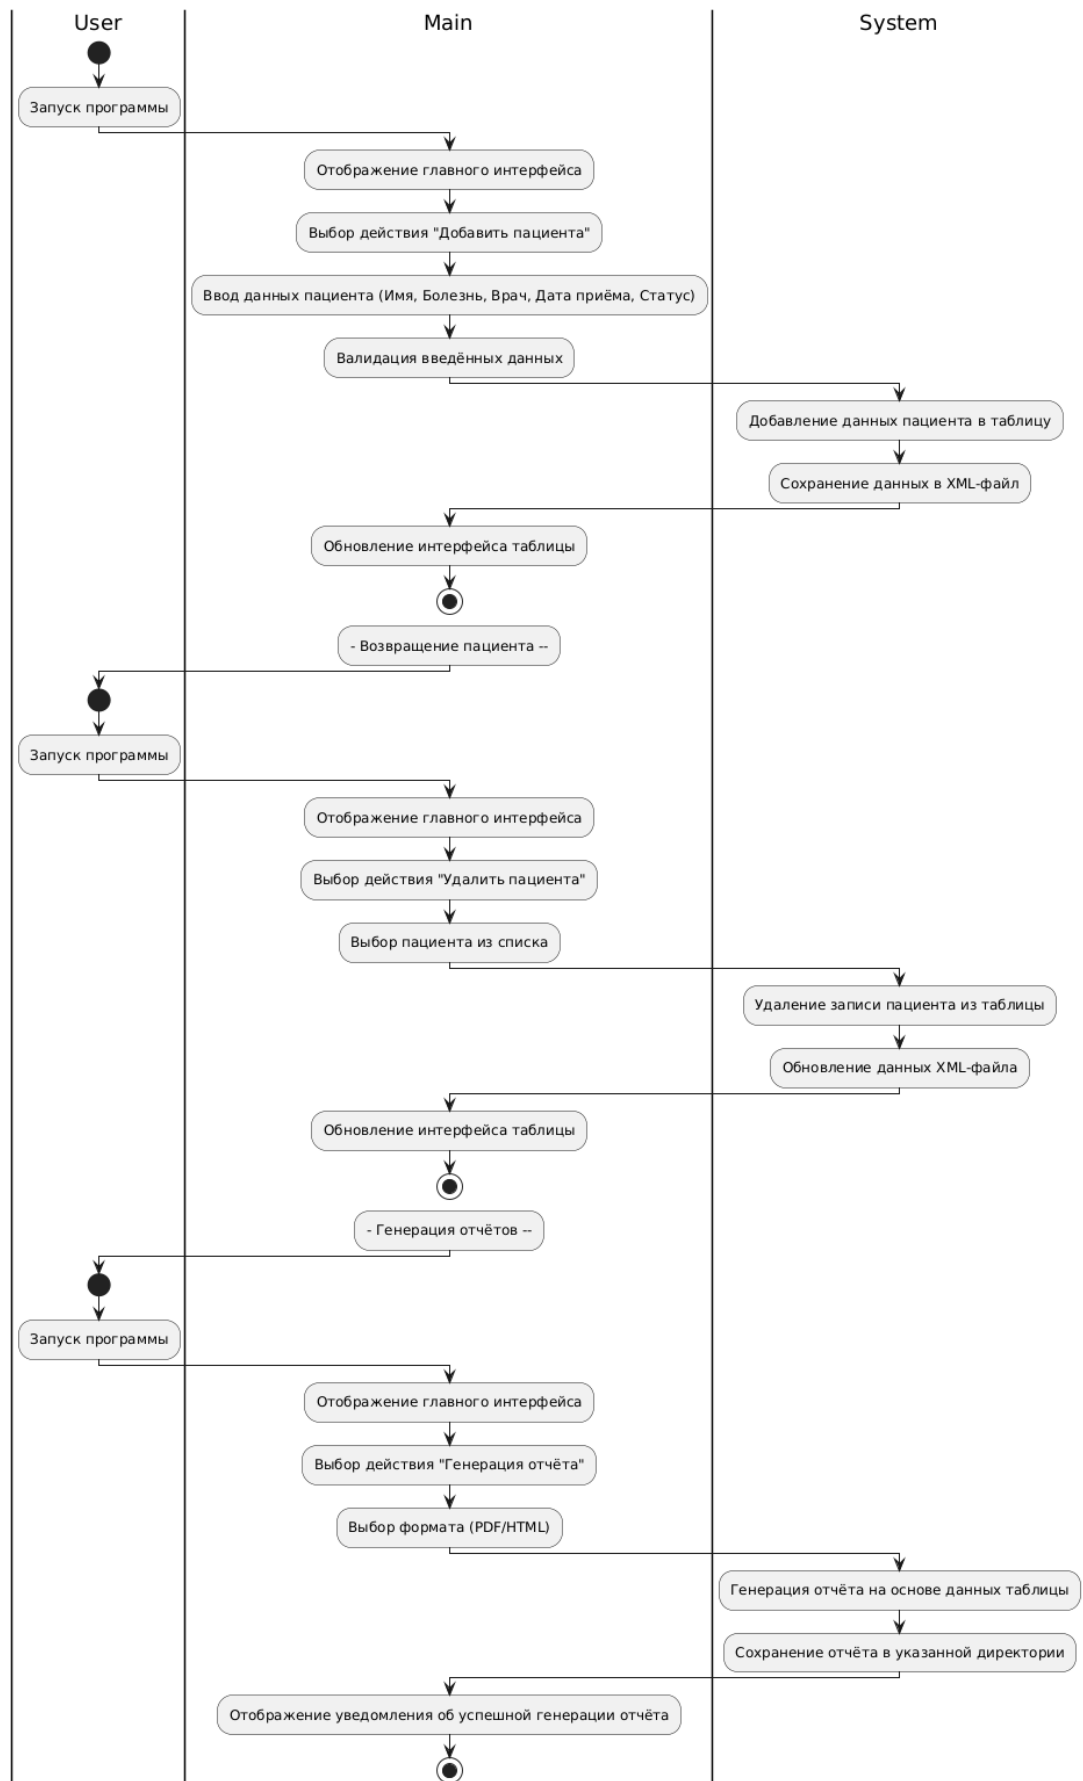 User
Main
System
Запуск программы
Отображение главного интерфейса
Выбор действия "Добавить пациента"
Ввод данных пациента (Имя, Болезнь, Врач, Дата приёма, Статус)
Валидация введённых данных
Добавление данных пациента в таблицу
Сохранение данных в XML-файл
Обновление интерфейса таблицы
- Возвращение пациента --
Запуск программы
Отображение главного интерфейса
Выбор действия "Удалить пациента"
Выбор пациента из списка
Удаление записи пациента из таблицы
Обновление данных XML-файла
Обновление интерфейса таблицы
- Генерация отчётов --
Запуск программы
Отображение главного интерфейса
Выбор действия "Генерация отчёта"
Выбор формата (PDF/HTML)
Генерация отчёта на основе данных таблицы
Сохранение отчёта в указанной директории
Отображение уведомления об успешной генерации отчёта